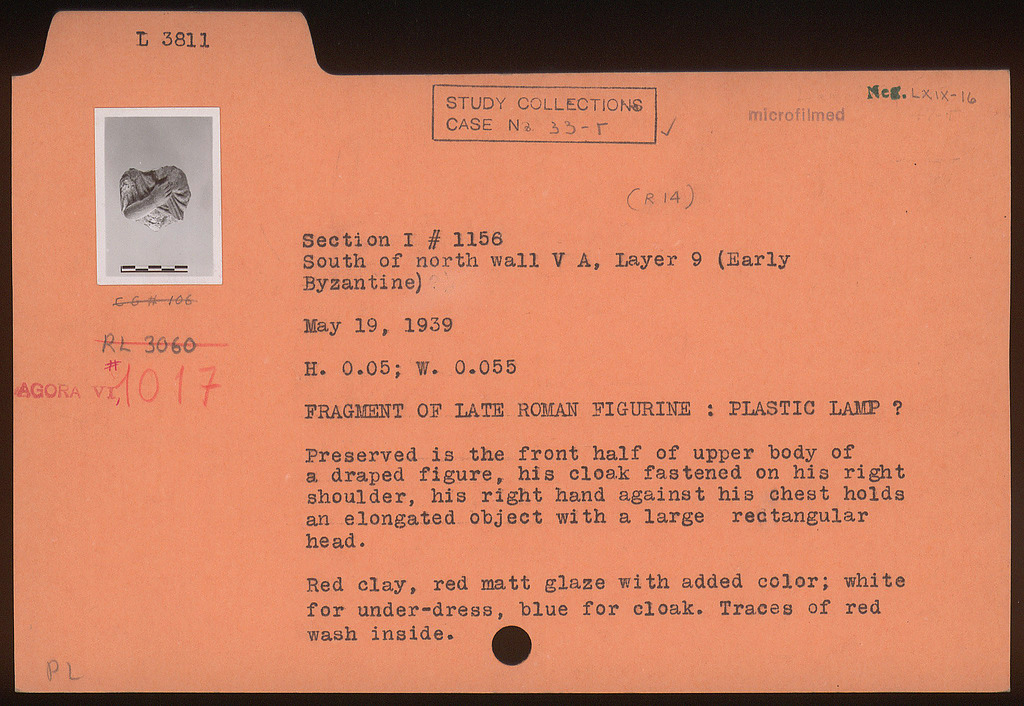 L 3811
Neg. LXIX-16
STUDY COLLECTIONS
CASE No 33-Γ ✓
microfilmed
(R 14)
Section I # 1156
South of north wall V A, Layer 9 (Early
Byzantine)
C G # 106
May 19, 1939
RL 3060
H. 0.05; W. 0.055
AGORA VII, # 1017
FRAGMENT OF LATE ROMAN FIGURINE : PLASTIC LAMP ?
Preserved is the front half of upper body of
a draped figure, his cloak fastened on his right
shoulder, his right hand against his chest holds
an elongated object with a large rectangular
head.
Red clay, red matt glaze with added color; white
for under-dress, blue for cloak. Traces of red
wash inside.
PL